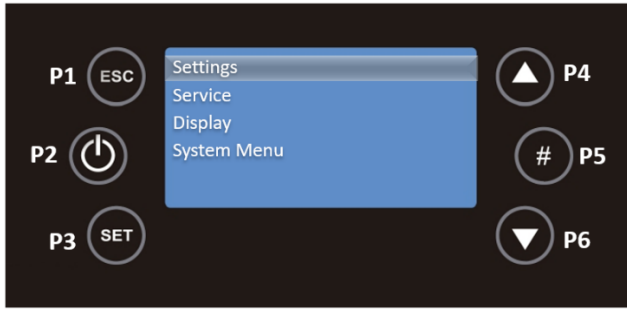 P1 ESC
P2
P3 SET
Settings
Service
Display
System Menu
P4
# P5
P6